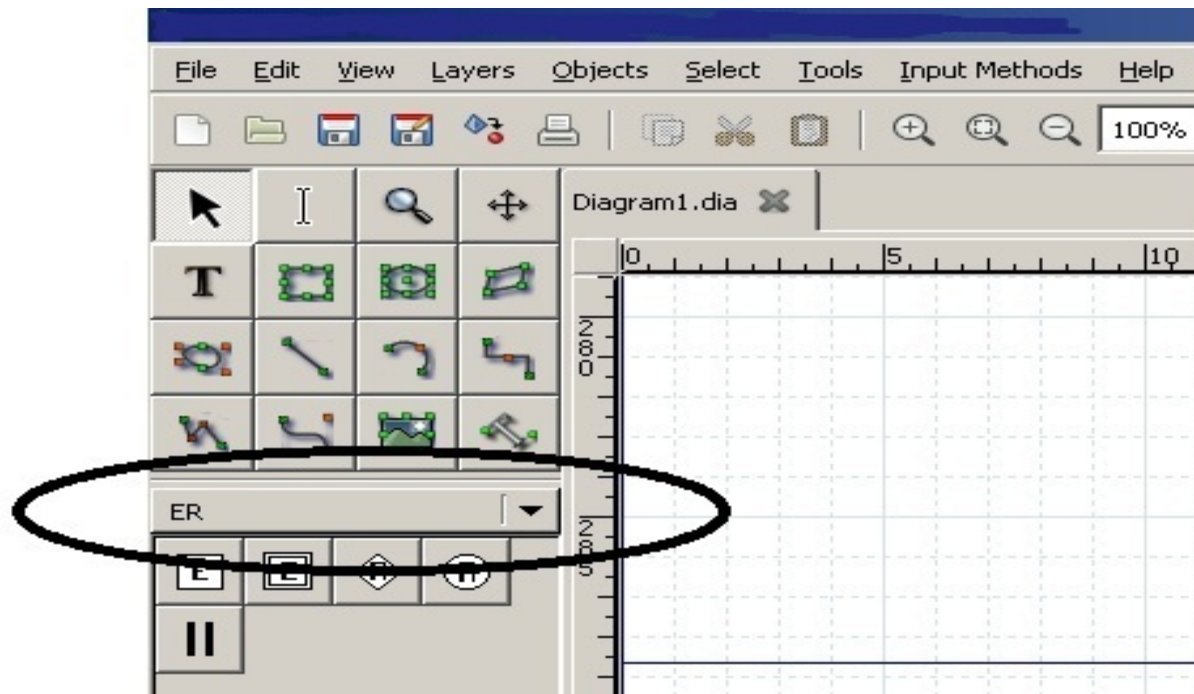 File Edit View Layers Objects Select Tools Input Methods Help
100%
Diagram1.dia
0 5 10
T
280
ER
285
E E R A